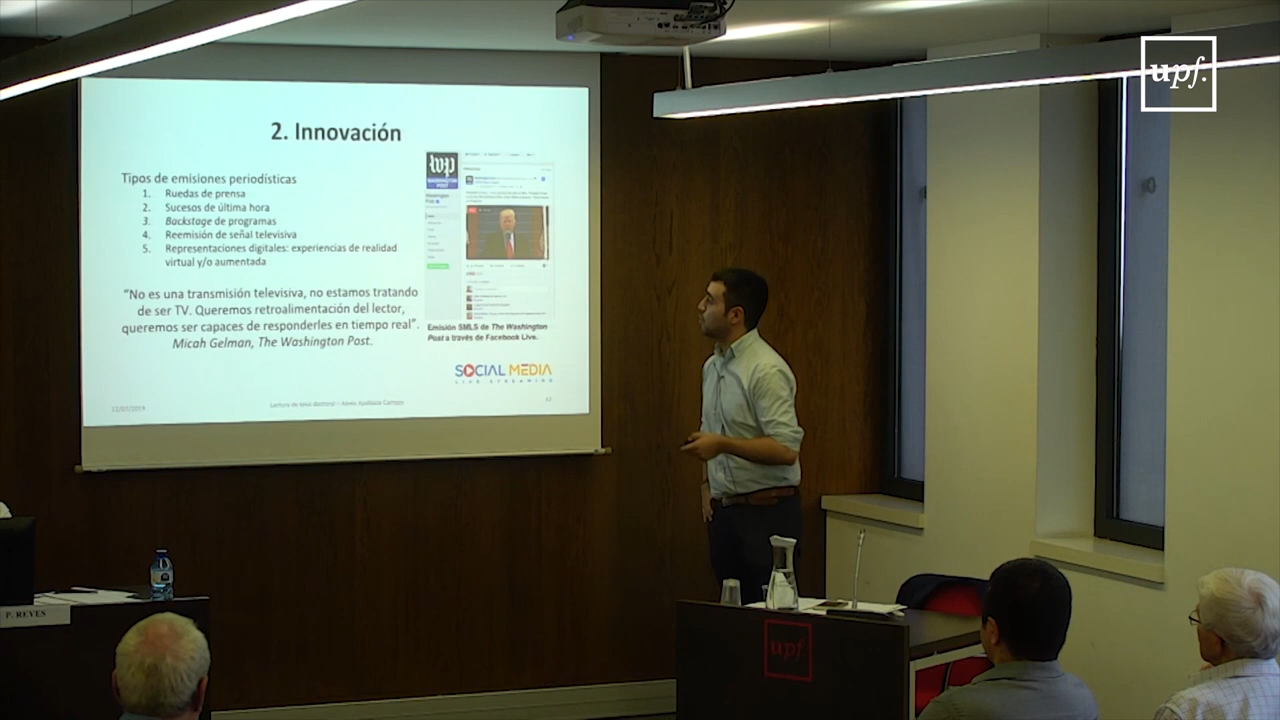 upf.
2. Innovación
Tipos de emisiones periodísticas
1. Ruedas de prensa
2. Sucesos de última hora
3. Backstage de programas
4. Reemisión de señal televisiva
5. Representaciones digitales: experiencias de realidad
virtual y/o aumentada
“No es una transmisión televisiva, no estamos tratando
de ser TV. Queremos retroalimentación del lector,
queremos ser capaces de responderles en tiempo real”.
Micah Gelman, The Washington Post.
wp
WASHINGTON
POST
Emisión SMLS de The Washington
Post a través de Facebook Live.
SOCIAL MEDIA
LIVE STREAMING
12
P. REYES
upf.